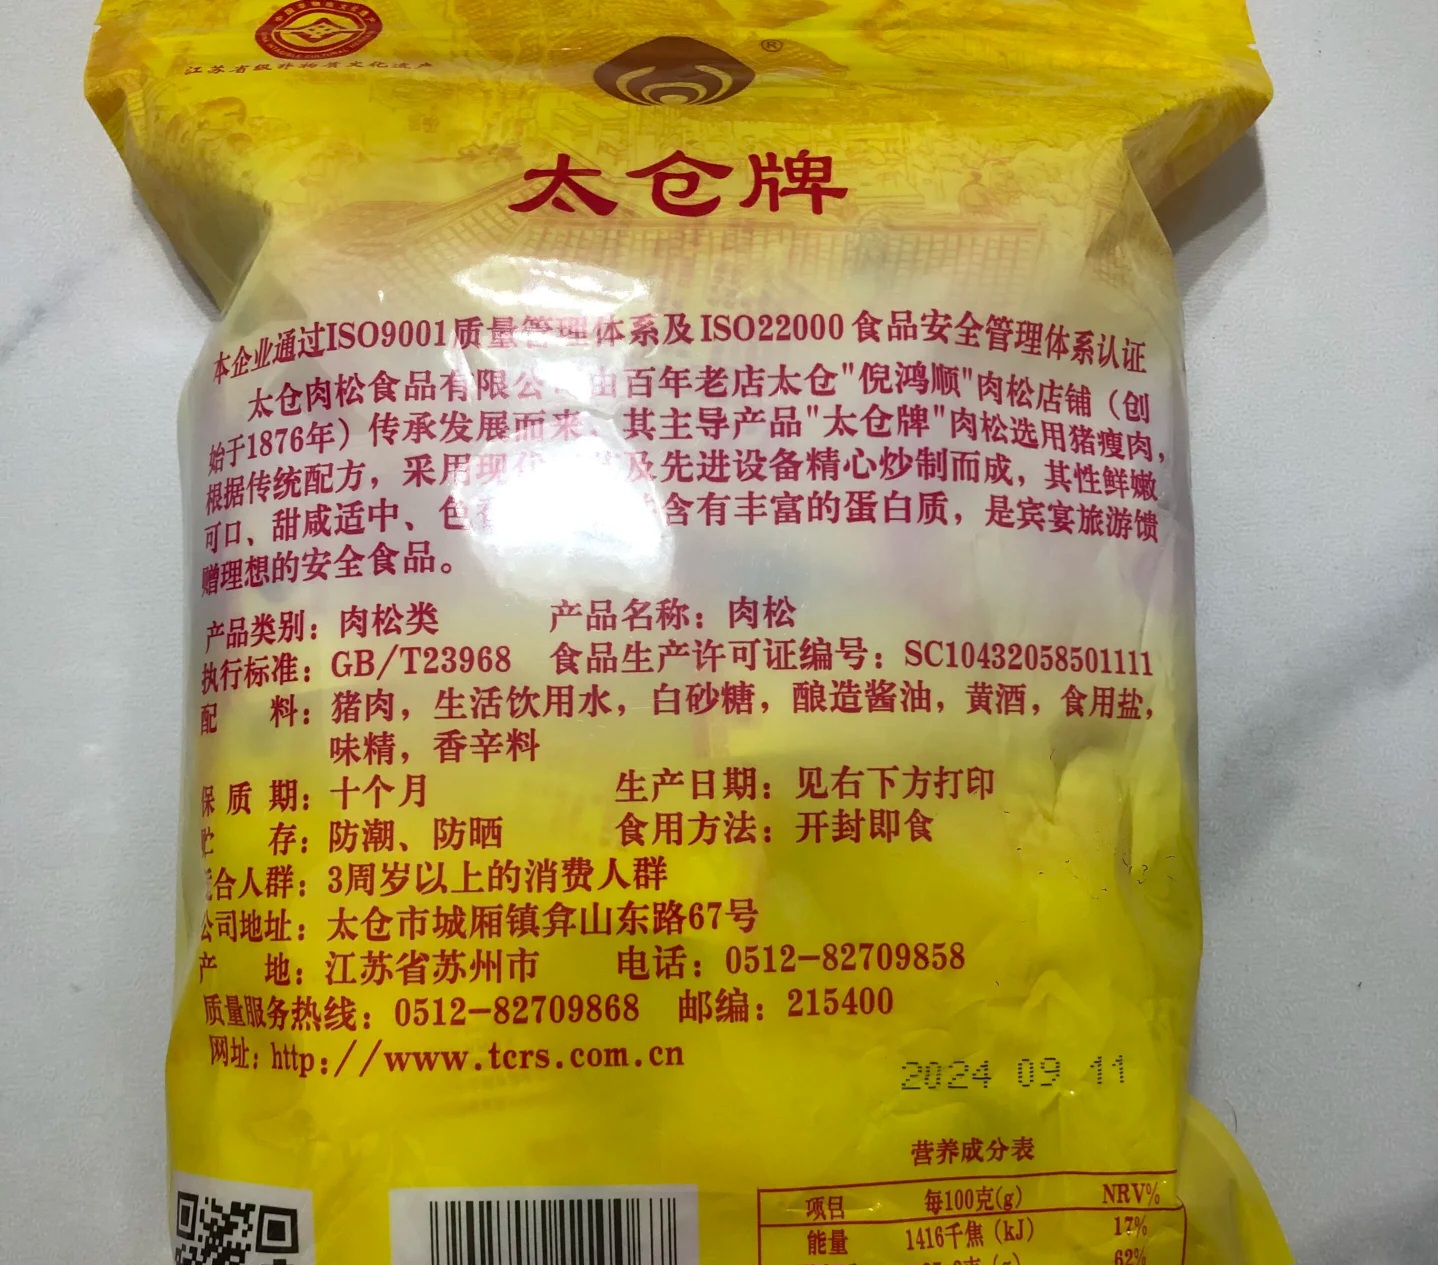 江苏省级非物质文化遗产
®
太仓牌
本企业通过ISO9001质量管理体系及ISO22000食品安全管理体系认证
太仓肉松食品有限公 由百年老店太仓"倪鸿顺"肉松店铺（创
始于1876年）传承发展而来、其主导产品"太仓牌"肉松选用猪瘦肉，
根据传统配方，采用现代 及先进设备精心炒制而成，其性鲜嫩
可口、甜咸适中、色 含有丰富的蛋白质，是宾宴旅游馈
赠理想的安全食品。
产品类别：肉松类 产品名称：肉松
执行标准：GB/T23968 食品生产许可证编号：SC10432058501111
配 料：猪肉，生活饮用水，白砂糖，酿造酱油，黄酒，食用盐，
味精，香辛料
保 质 期：十个月 生产日期：见右下方打印
贮 存：防潮、防晒 食用方法：开封即食
适合人群：3周岁以上的消费人群
公司地址：太仓市城厢镇弇山东路67号
产 地：江苏省苏州市 电话：0512-82709858
质量服务热线：0512-82709868 邮编：215400
网址：http://www.tcrs.com.cn
2024 09 11
营养成分表
项目 每100克(g) NRV%
能量 1416千焦（kJ） 17%
62%